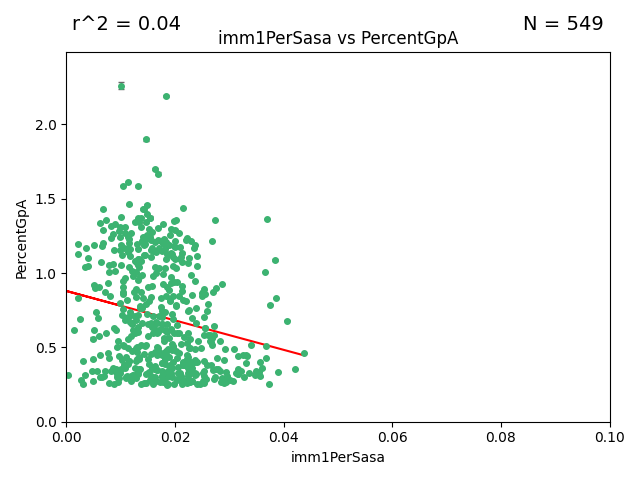 r^2 = 0.04
N = 549
imm1PerSasa vs PercentGpA
PercentGpA
2.0
1.5
1.0
0.5
0.0
0.00 0.02 0.04 0.06 0.08 0.10
imm1PerSasa